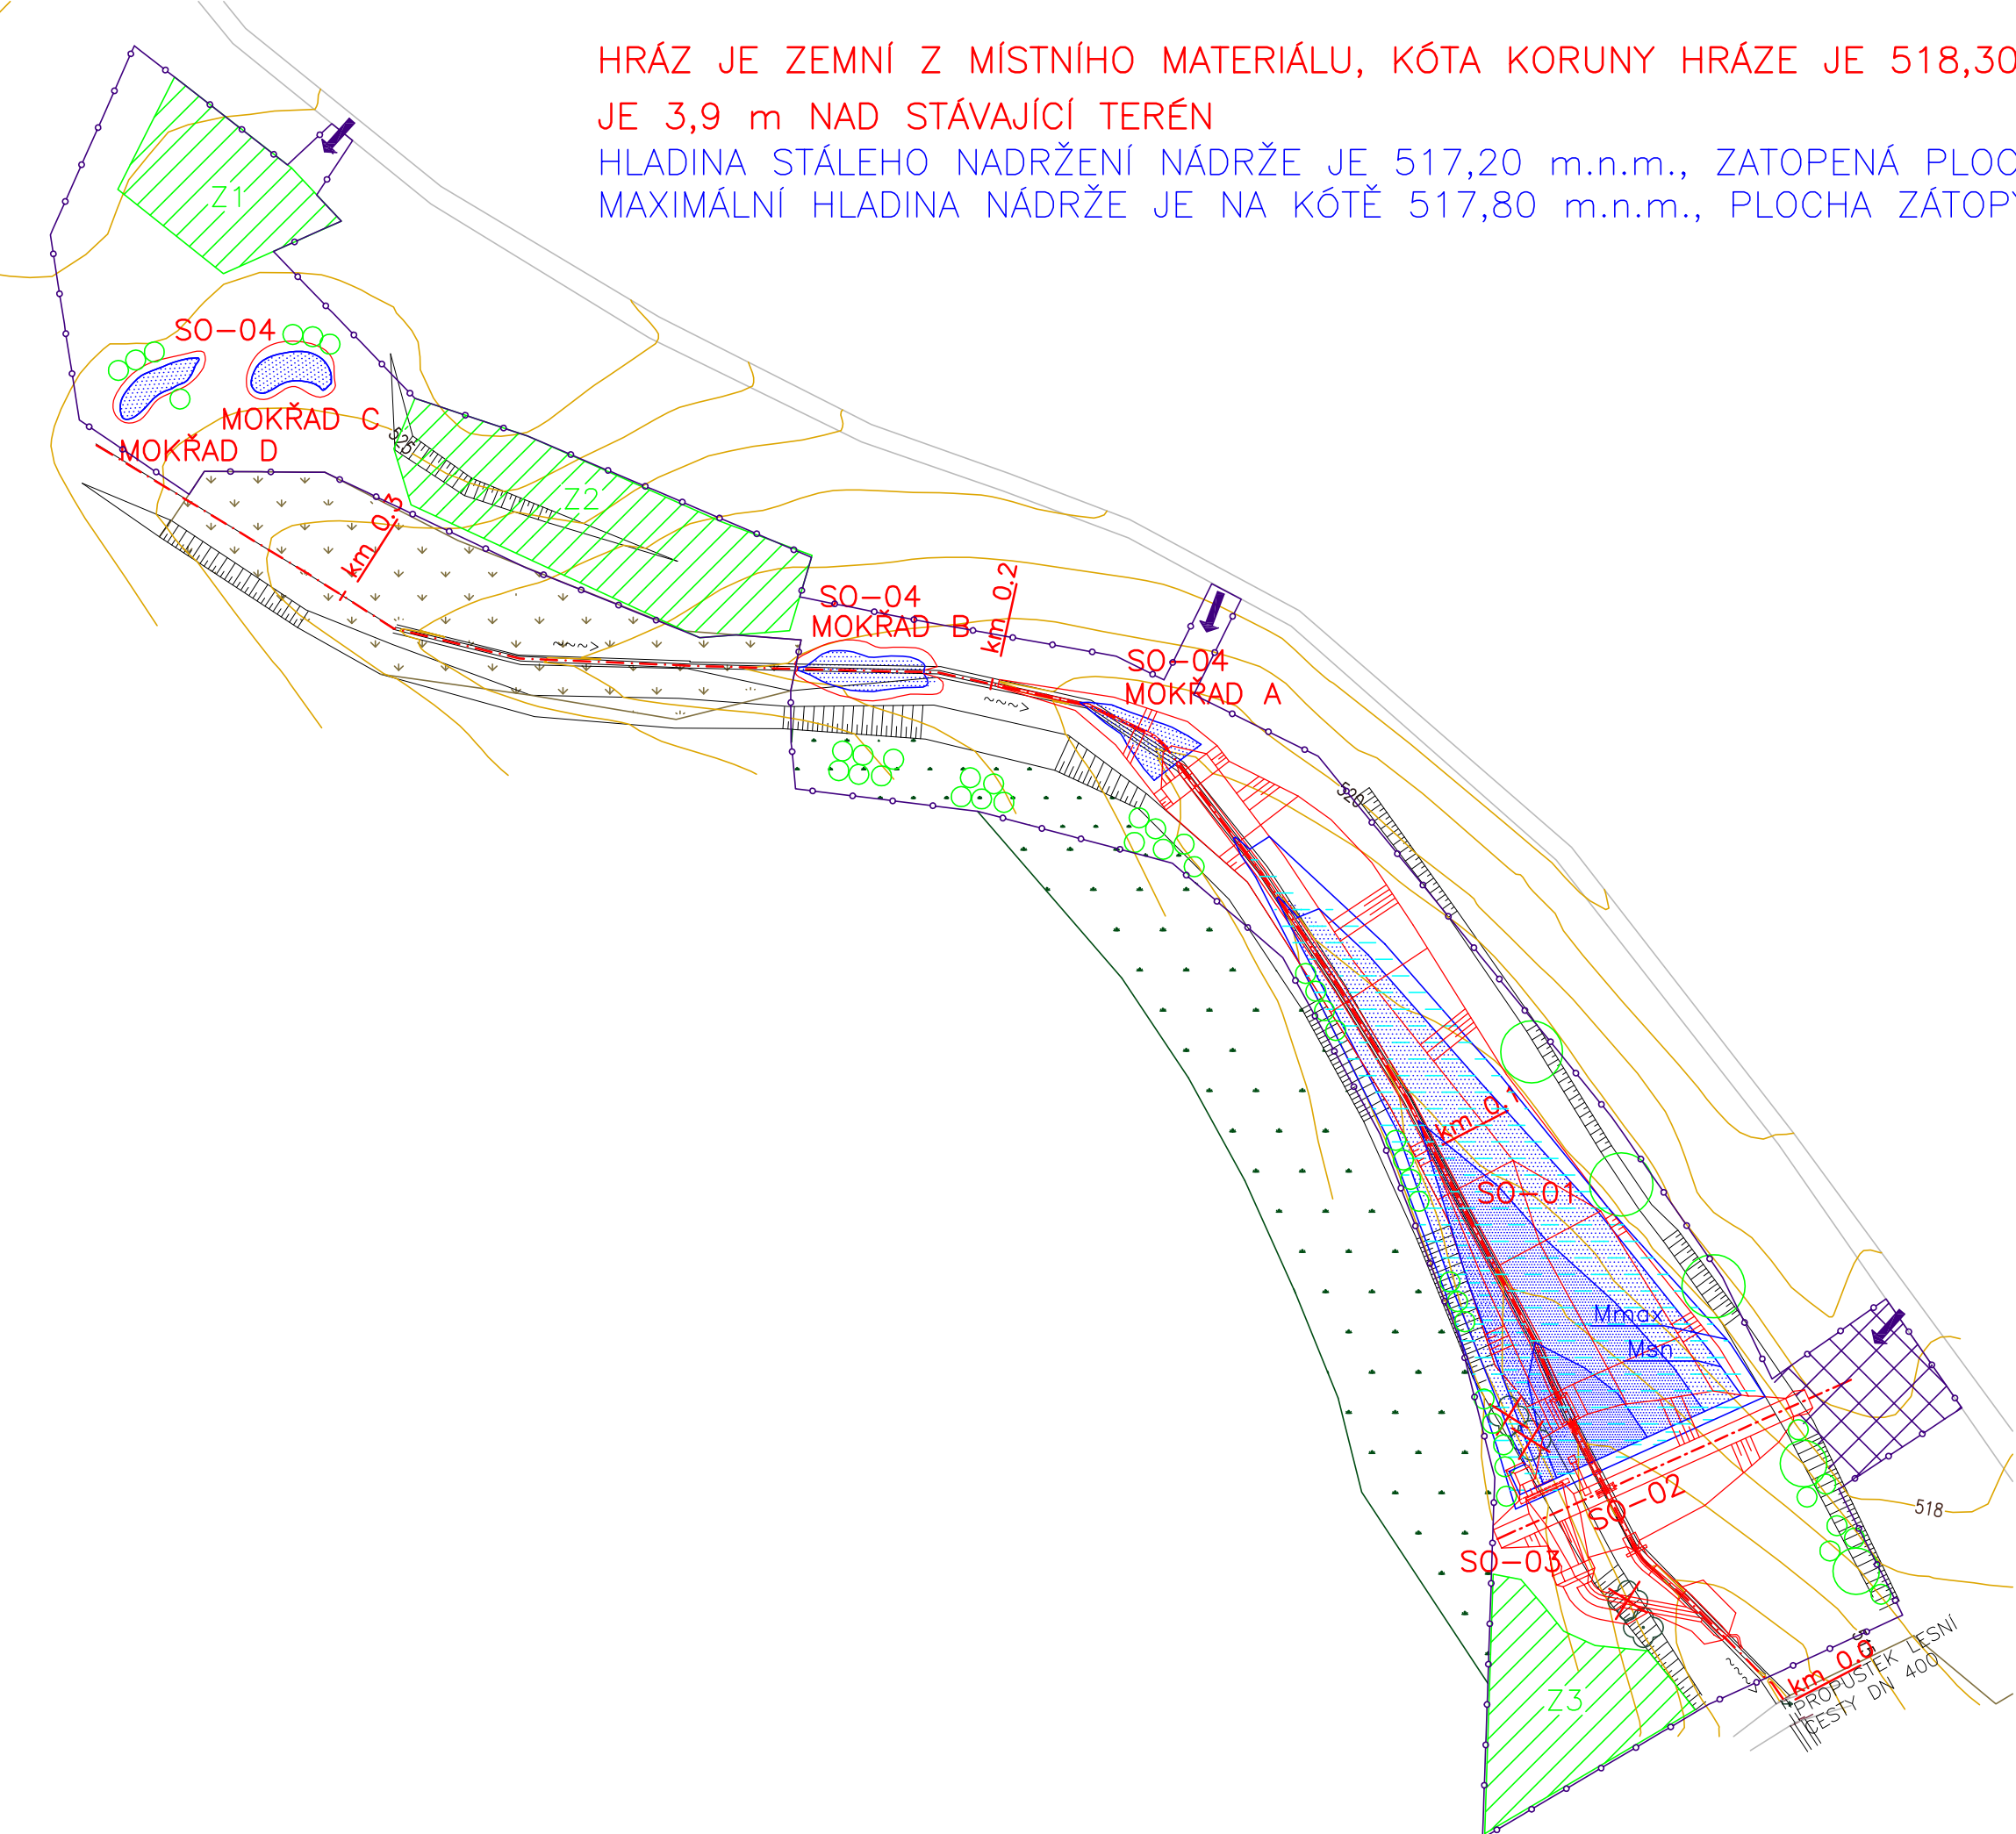 HRÁZ JE ZEMNÍ Z MÍSTNÍHO MATERIÁLU, KÓTA KORUNY HRÁZE JE 518,30
JE 3,9 m NAD STÁVAJÍCÍ TERÉN
HLADINA STÁLEHO NADRŽENÍ NÁDRŽE JE 517,20 m.n.m., ZATOPENÁ PLOC
MAXIMÁLNÍ HLADINA NÁDRŽE JE NA KÓTĚ 517,80 m.n.m., PLOCHA ZÁTOPY
Z1
SO-04
MOKŘAD C
MOKŘAD D
526
Z2
km 0.3
SO-04
MOKŘAD B
km 0.2
SO-04
MOKŘAD A
520
km 0.1
SO-01
Mmax
Msn
SO-02
518
SO-03
km 0.0
PROPUSTEK LESNÍ
CESTY DN 400
Z3